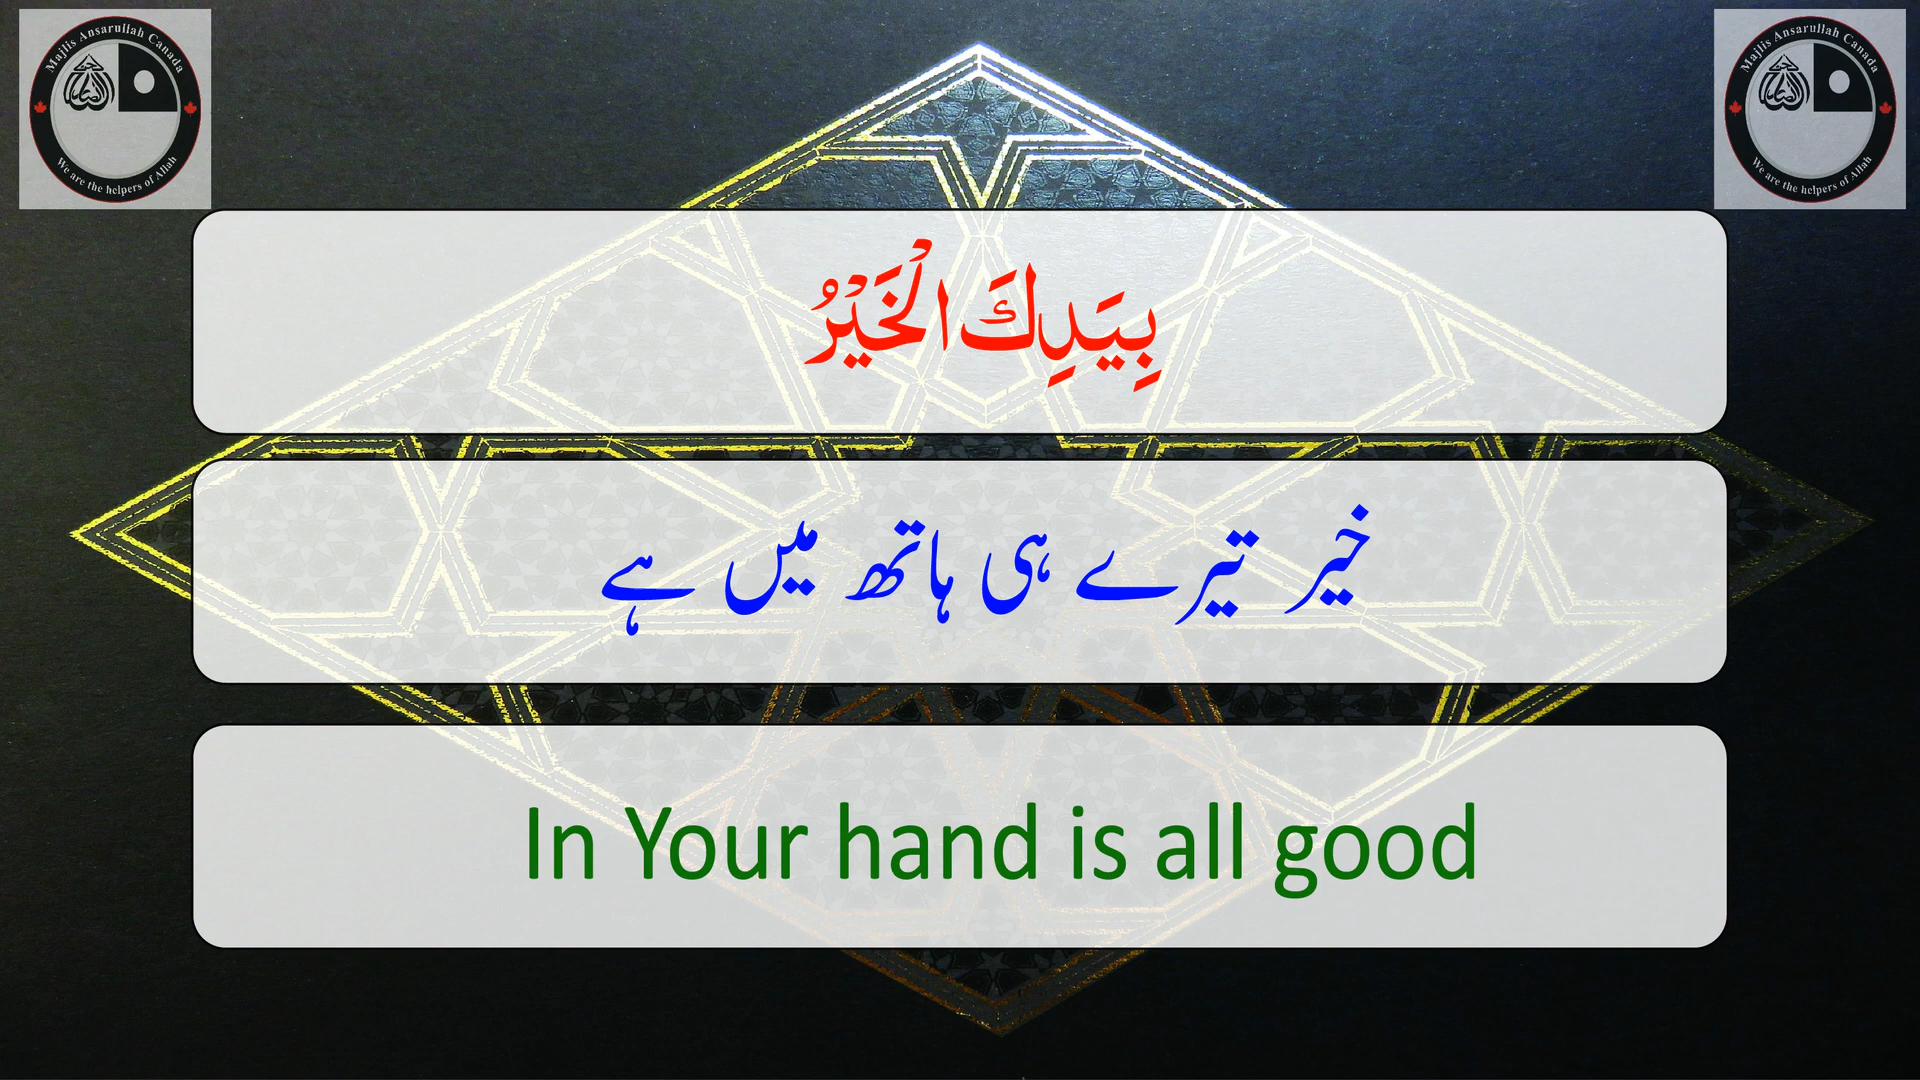 Majlis Ansarullah Canada
We are the helpers of Allah
Majlis Ansarullah Canada
We are the helpers of Allah
بِيَدِكَ الْخَيْرُ
خیر تیرے ہی ہاتھ میں ہے
In Your hand is all good